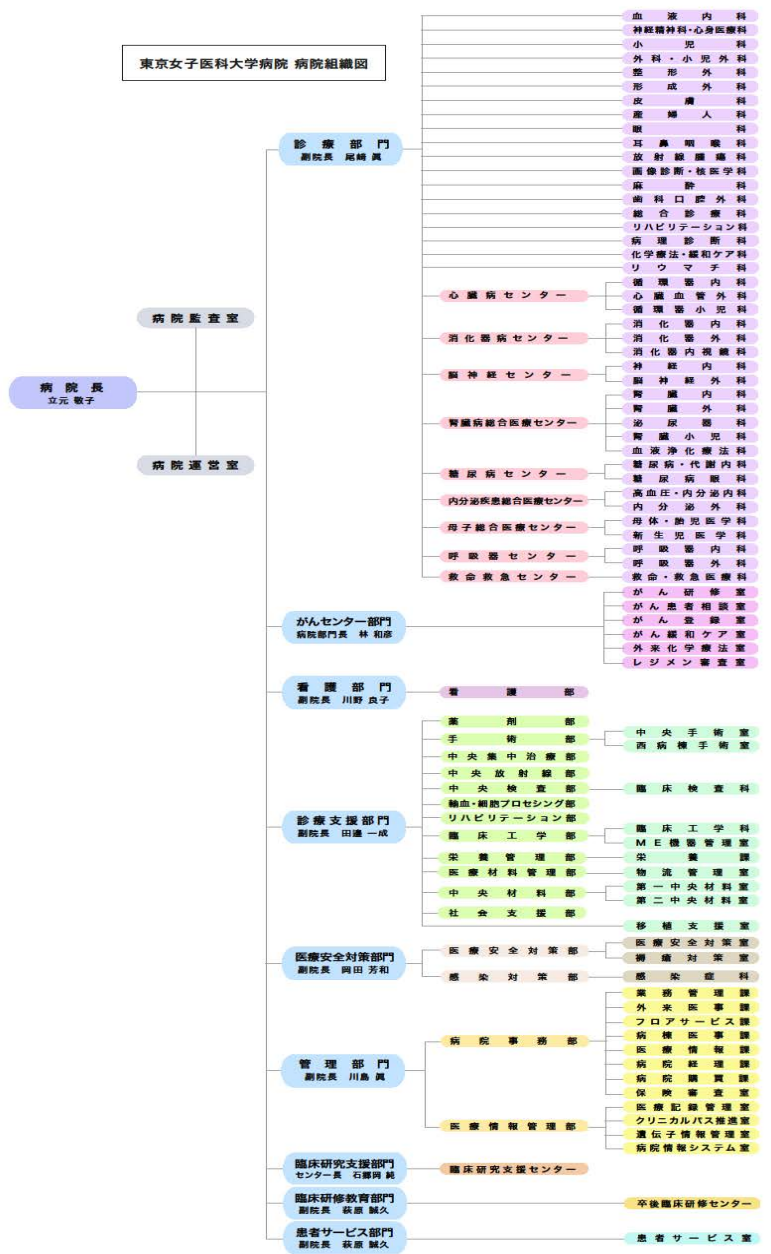 東京女子医科大学病院 病院組織図
病院長
立元 敬子
病院監査室
病院運営室
診療部門
副院長 尾崎 眞
血液内科
神経精神科・心身医療科
小児科
外科・小児外科
整形外科
形成外科
皮膚科
産婦人科
眼科
耳鼻咽喉科
放射線腫瘍科
画像診断・核医学科
麻酔科
歯科口腔外科
総合診療科
リハビリテーション科
病理診断科
化学療法・緩和ケア科
リウマチ科
心臓病センター
循環器内科
心臓血管外科
循環器小児科
消化器病センター
消化器内科
消化器外科
消化器内視鏡科
脳神経センター
神経内科
脳神経外科
腎臓病総合医療センター
腎臓内科
腎臓外科
泌尿器科
腎臓小児科
血液浄化療法科
糖尿病センター
糖尿病・代謝内科
糖尿病眼科
内分泌疾患総合医療センター
高血圧・内分泌内科
内分泌外科
母子総合医療センター
母体・胎児医学科
新生児医学科
呼吸器センター
呼吸器内科
呼吸器外科
救命救急センター
救命・救急医療科
がんセンター部門
病院部門長 林 和彦
がん研修室
がん患者相談室
がん登録室
がん緩和ケア室
外来化学療法室
レジメン審査室
看護部門
副院長 川野 良子
看護部
診療支援部門
副院長 田邉 一成
薬剤部
手術部
中央手術室
西病棟手術室
中央集中治療部
中央放射線部
中央検査部
臨床検査科
輸血・細胞プロセシング部
リハビリテーション部
臨床工学部
臨床工学科
ME機器管理室
栄養管理部
栄養課
医療材料管理部
物流管理室
中央材料部
第一中央材料室
第二中央材料室
社会支援部
移植支援室
医療安全対策部門
副院長 岡田 芳和
医療安全対策部
医療安全対策室
褥瘡対策室
感染対策部
感染症科
管理部門
副院長 川島 眞
病院事務部
業務管理課
外来医事課
フロアサービス課
病棟医事課
医療情報課
病院経理課
病院購買課
保険審査室
医療情報管理部
医療記録管理室
クリニカルパス推進室
遺伝子情報管理室
病院情報システム室
臨床研究支援部門
センター長 石郷岡 純
臨床研究支援センター
臨床研修教育部門
副院長 萩原 誠久
卒後臨床研修センター
患者サービス部門
副院長 萩原 誠久
患者サービス室